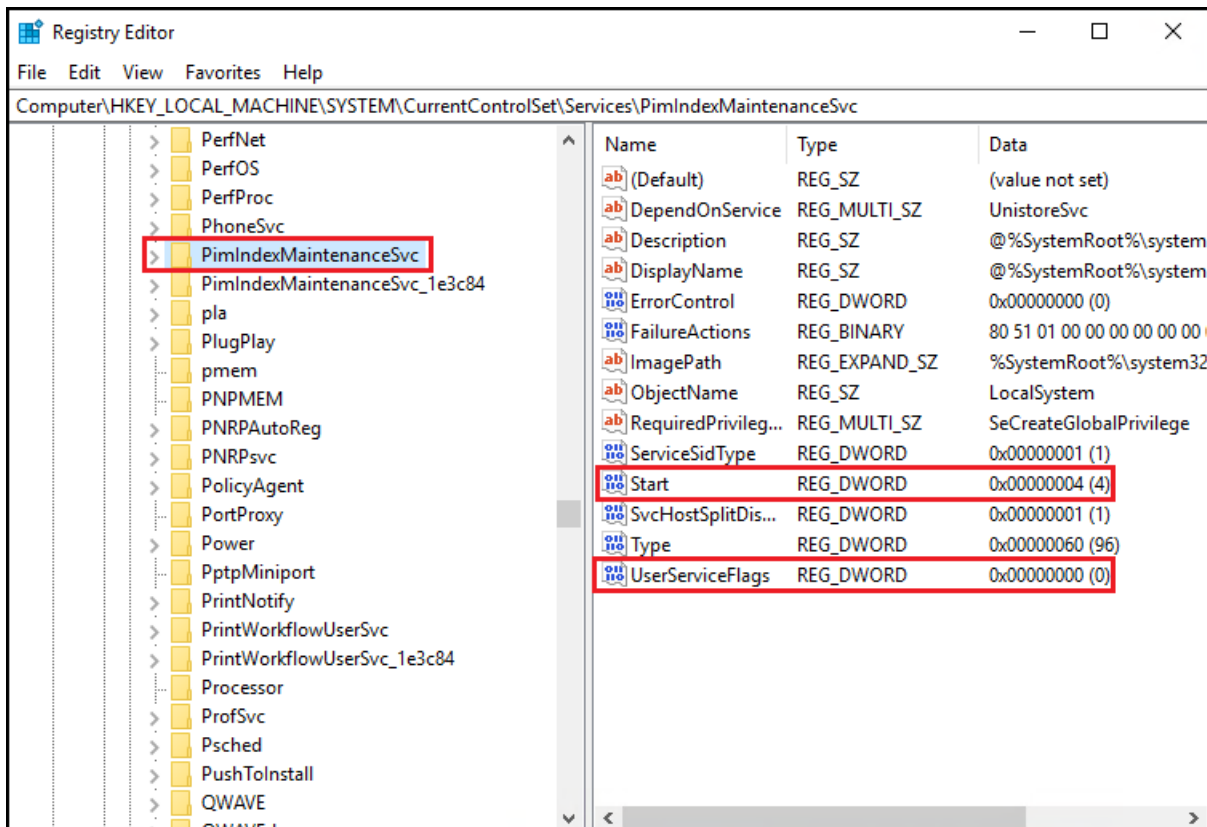 Registry Editor
File Edit View Favorites Help
Computer\HKEY_LOCAL_MACHINE\SYSTEM\CurrentControlSet\Services\PimIndexMaintenanceSvc
PerfNet
PerfOS
PerfProc
PhoneSvc
PimIndexMaintenanceSvc
PimIndexMaintenanceSvc_1e3c84
pla
PlugPlay
pmem
PNPMEM
PNRPAutoReg
PNRPsvc
PolicyAgent
PortProxy
Power
PptpMiniport
PrintNotify
PrintWorkflowUserSvc
PrintWorkflowUserSvc_1e3c84
Processor
ProfSvc
Psched
PushToInstall
QWAVE
Name Type Data
(Default) REG_SZ (value not set)
DependOnService REG_MULTI_SZ UnistoreSvc
Description REG_SZ @%SystemRoot%\system
DisplayName REG_SZ @%SystemRoot%\system
ErrorControl REG_DWORD 0x00000000 (0)
FailureActions REG_BINARY 80 51 01 00 00 00 00 00 00
ImagePath REG_EXPAND_SZ %SystemRoot%\system32
ObjectName REG_SZ LocalSystem
RequiredPrivileg... REG_MULTI_SZ SeCreateGlobalPrivilege
ServiceSidType REG_DWORD 0x00000001 (1)
Start REG_DWORD 0x00000004 (4)
SvcHostSplitDis... REG_DWORD 0x00000001 (1)
Type REG_DWORD 0x00000060 (96)
UserServiceFlags REG_DWORD 0x00000000 (0)